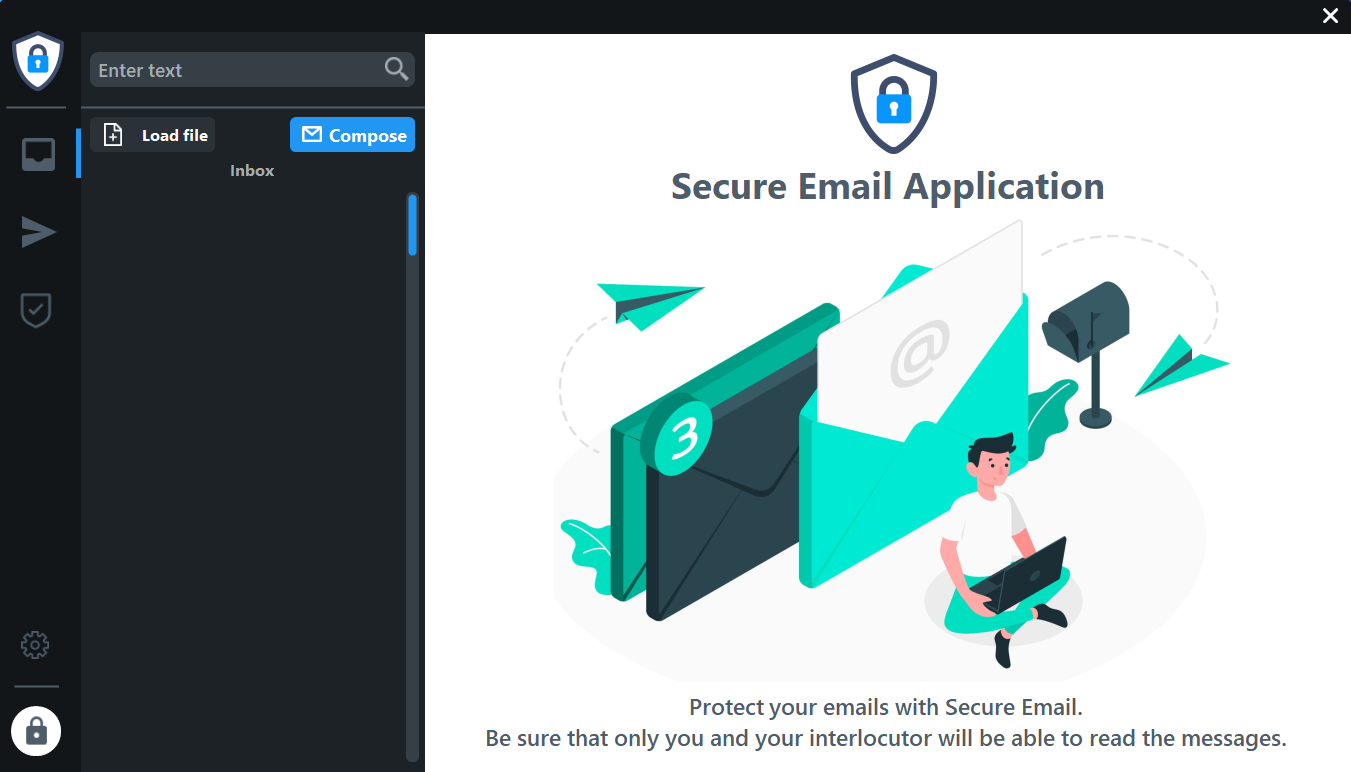 Enter text
Load file
Compose
Inbox
Secure Email Application
@
3
Protect your emails with Secure Email.
Be sure that only you and your interlocutor will be able to read the messages.